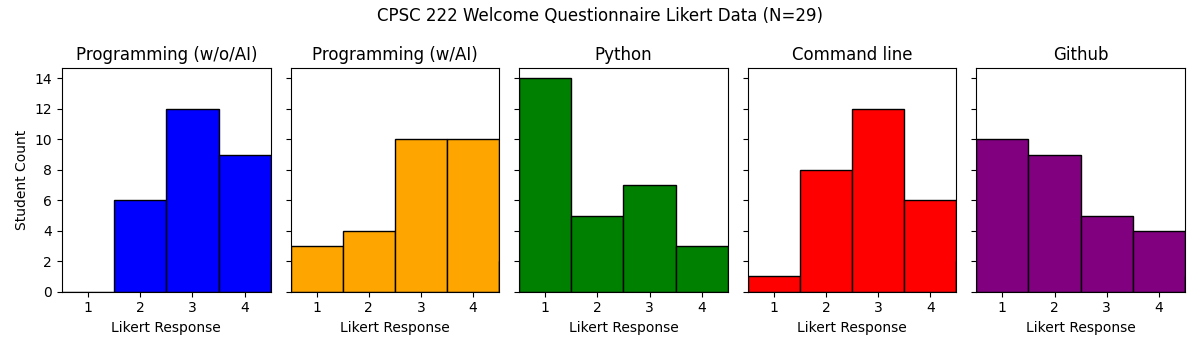 CPSC 222 Welcome Questionnaire Likert Data (N=29)
Programming (w/o/AI) Programming (w/AI) Python Command line Github
14
12
10
8
6
4
2
0
Student Count
1 2 3 4 1 2 3 4 1 2 3 4 1 2 3 4 1 2 3 4
Likert Response Likert Response Likert Response Likert Response Likert Response